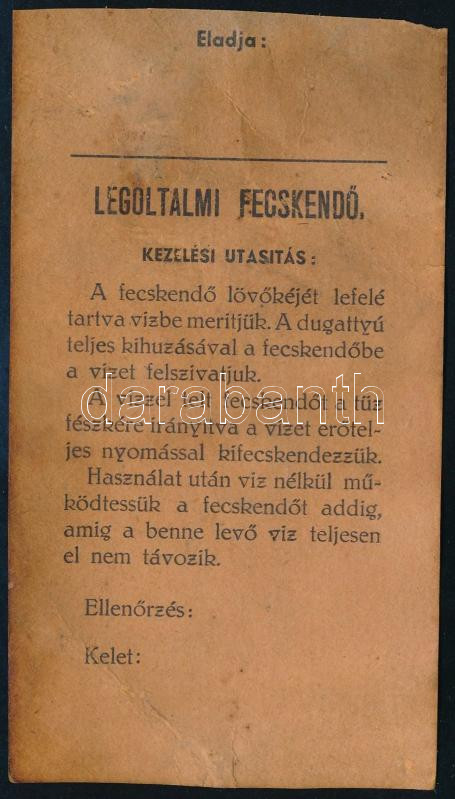 Eladja:
LEGOLTALMI FECSKENDŐ.
KEZELÉSI UTASITÁS:
A fecskendő lövőkéjét lefelé
tartva vizbe meritjük. A dugattyú
teljes kihuzásával a fecskendőbe
a vizet felszivatjuk.
darabanth
A vizzel telt fecskendőt a tüz
fészkére irányitva a vizet erőtel-
jes nyomással kifecskendezzük.
Használat után viz nélkül mű-
ködtessük a fecskendőt addig,
amig a benne levő viz teljesen
el nem távozik.
Ellenőrzés:
Kelet: